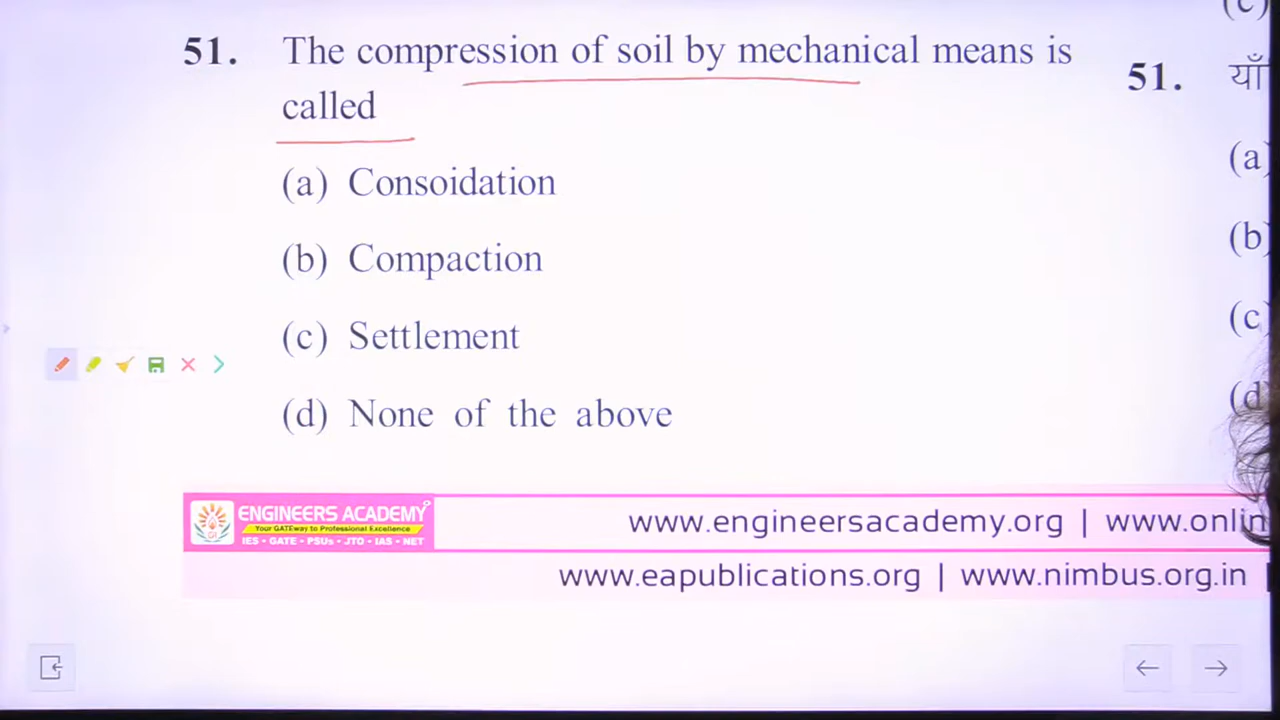 51. The compression of soil by mechanical means is
called
(a) Consoidation
(b) Compaction
(c) Settlement
(d) None of the above
(c)
51. याँ
(a)
(b)
(c
(d
ENGINEERS ACADEMY
Your GATEway to Professional Excellence
IES • GATE • PSUs • JTO • IAS • NET
www.engineersacademy.org | www.onlin
www.eapublications.org | www.nimbus.org.in |